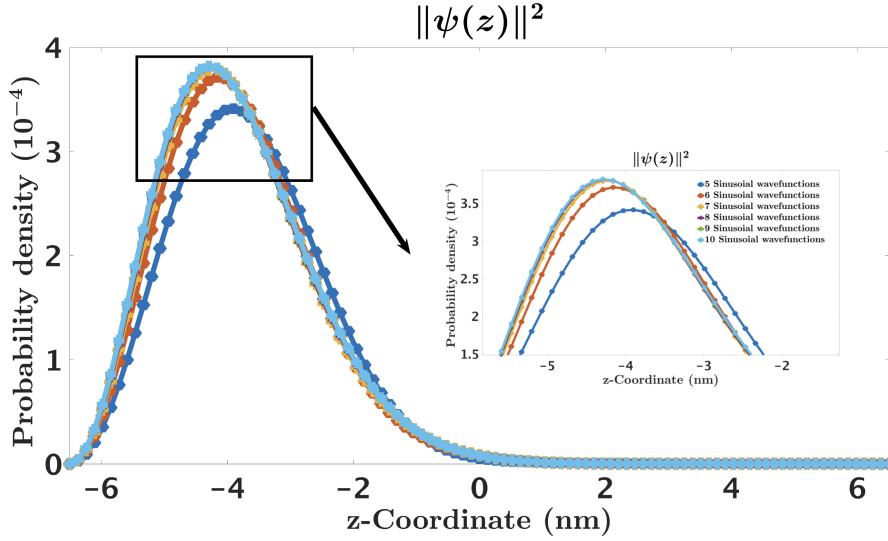 ‖ψ(z)‖²
Probability density (10⁻⁴)
4
3
2
1
0
−6
−4
−2
0
2
4
6
z-Coordinate (nm)
‖ψ(z)‖²
Probability density (10⁻⁴)
3.5
3
2.5
2
1.5
−5
−4
−3
−2
z-Coordinate (nm)
5 Sinusoial wavefunctions
6 Sinusoial wavefunctions
7 Sinusoial wavefunctions
8 Sinusoial wavefunctions
9 Sinusoial wavefunctions
10 Sinusoial wavefunctions